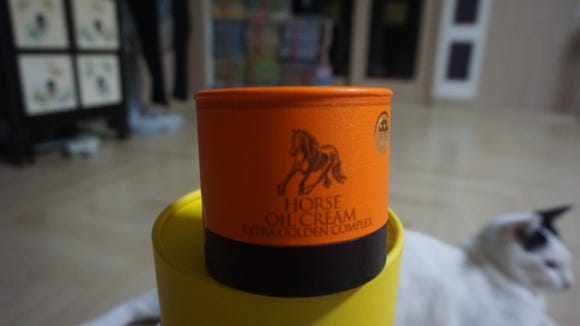 HORSE
OIL CREAM
EXTRA GOLDEN COMPLEX